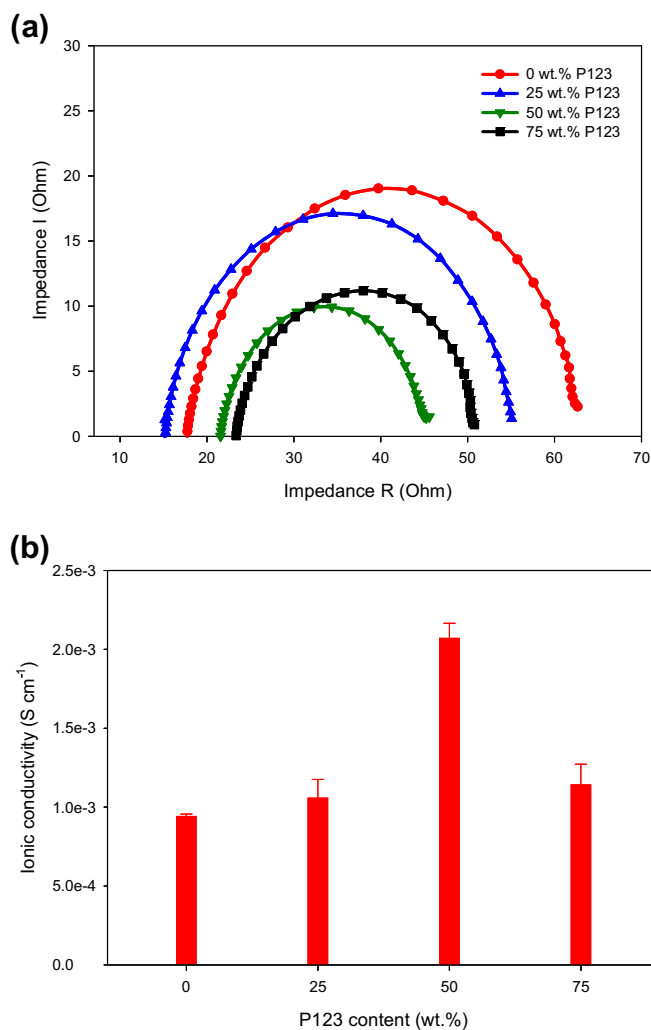 (a)
30
25
20
15
10
5
0
Impedance I (Ohm)
0 wt.% P123
25 wt.% P123
50 wt.% P123
75 wt.% P123
10 20 30 40 50 60 70
Impedance R (Ohm)
(b)
2.5e-3
2.0e-3
1.5e-3
1.0e-3
5.0e-4
0.0
Ionic conductivity (S cm⁻¹)
0 25 50 75
P123 content (wt.%)